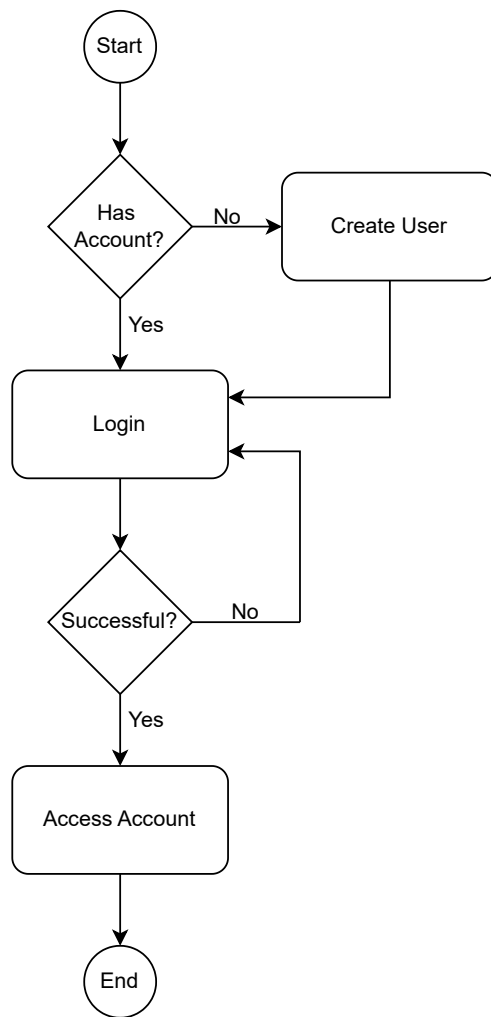 Start
Has
Account?
No
Create User
Yes
Login
Successful?
No
Yes
Access Account
End